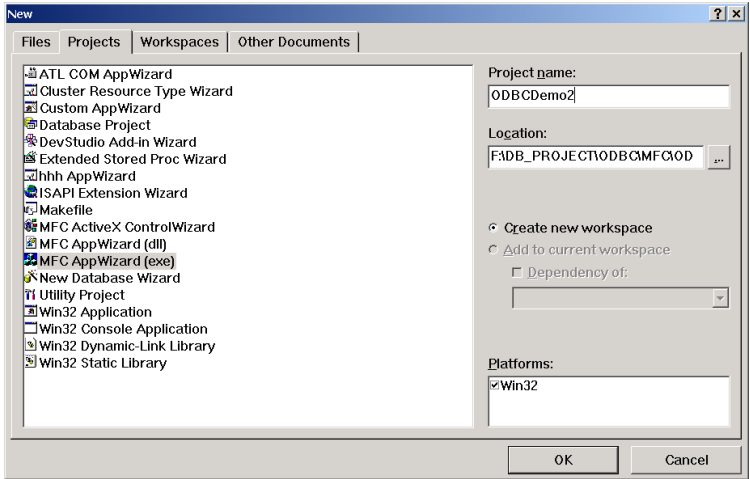 New
Files
Projects
Workspaces
Other Documents
ATL COM AppWizard
Cluster Resource Type Wizard
Custom AppWizard
Database Project
DevStudio Add-in Wizard
Extended Stored Proc Wizard
hhh AppWizard
ISAPI Extension Wizard
Makefile
MFC ActiveX ControlWizard
MFC AppWizard (dll)
MFC AppWizard (exe)
New Database Wizard
Utility Project
Win32 Application
Win32 Console Application
Win32 Dynamic-Link Library
Win32 Static Library
Project name:
ODBCDemo2
Location:
F:\DB_PROJECT\ODBC\MFC\OD
...
Create new workspace
Add to current workspace
Dependency of:
Platforms:
Win32
OK
Cancel